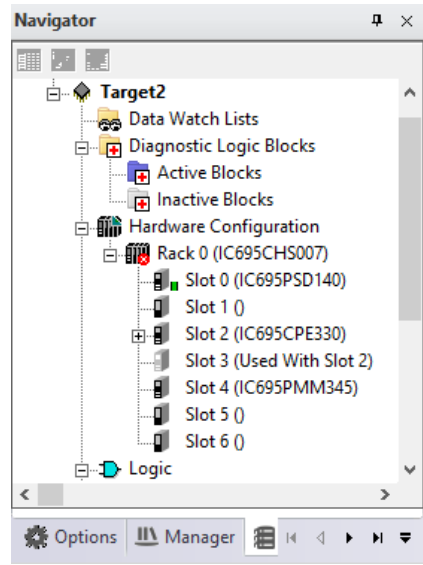 Navigator
Target2
Data Watch Lists
Diagnostic Logic Blocks
Active Blocks
Inactive Blocks
Hardware Configuration
Rack 0 (IC695CHS007)
Slot 0 (IC695PSD140)
Slot 1 ()
Slot 2 (IC695CPE330)
Slot 3 (Used With Slot 2)
Slot 4 (IC695PMM345)
Slot 5 ()
Slot 6 ()
Logic
Options Manager